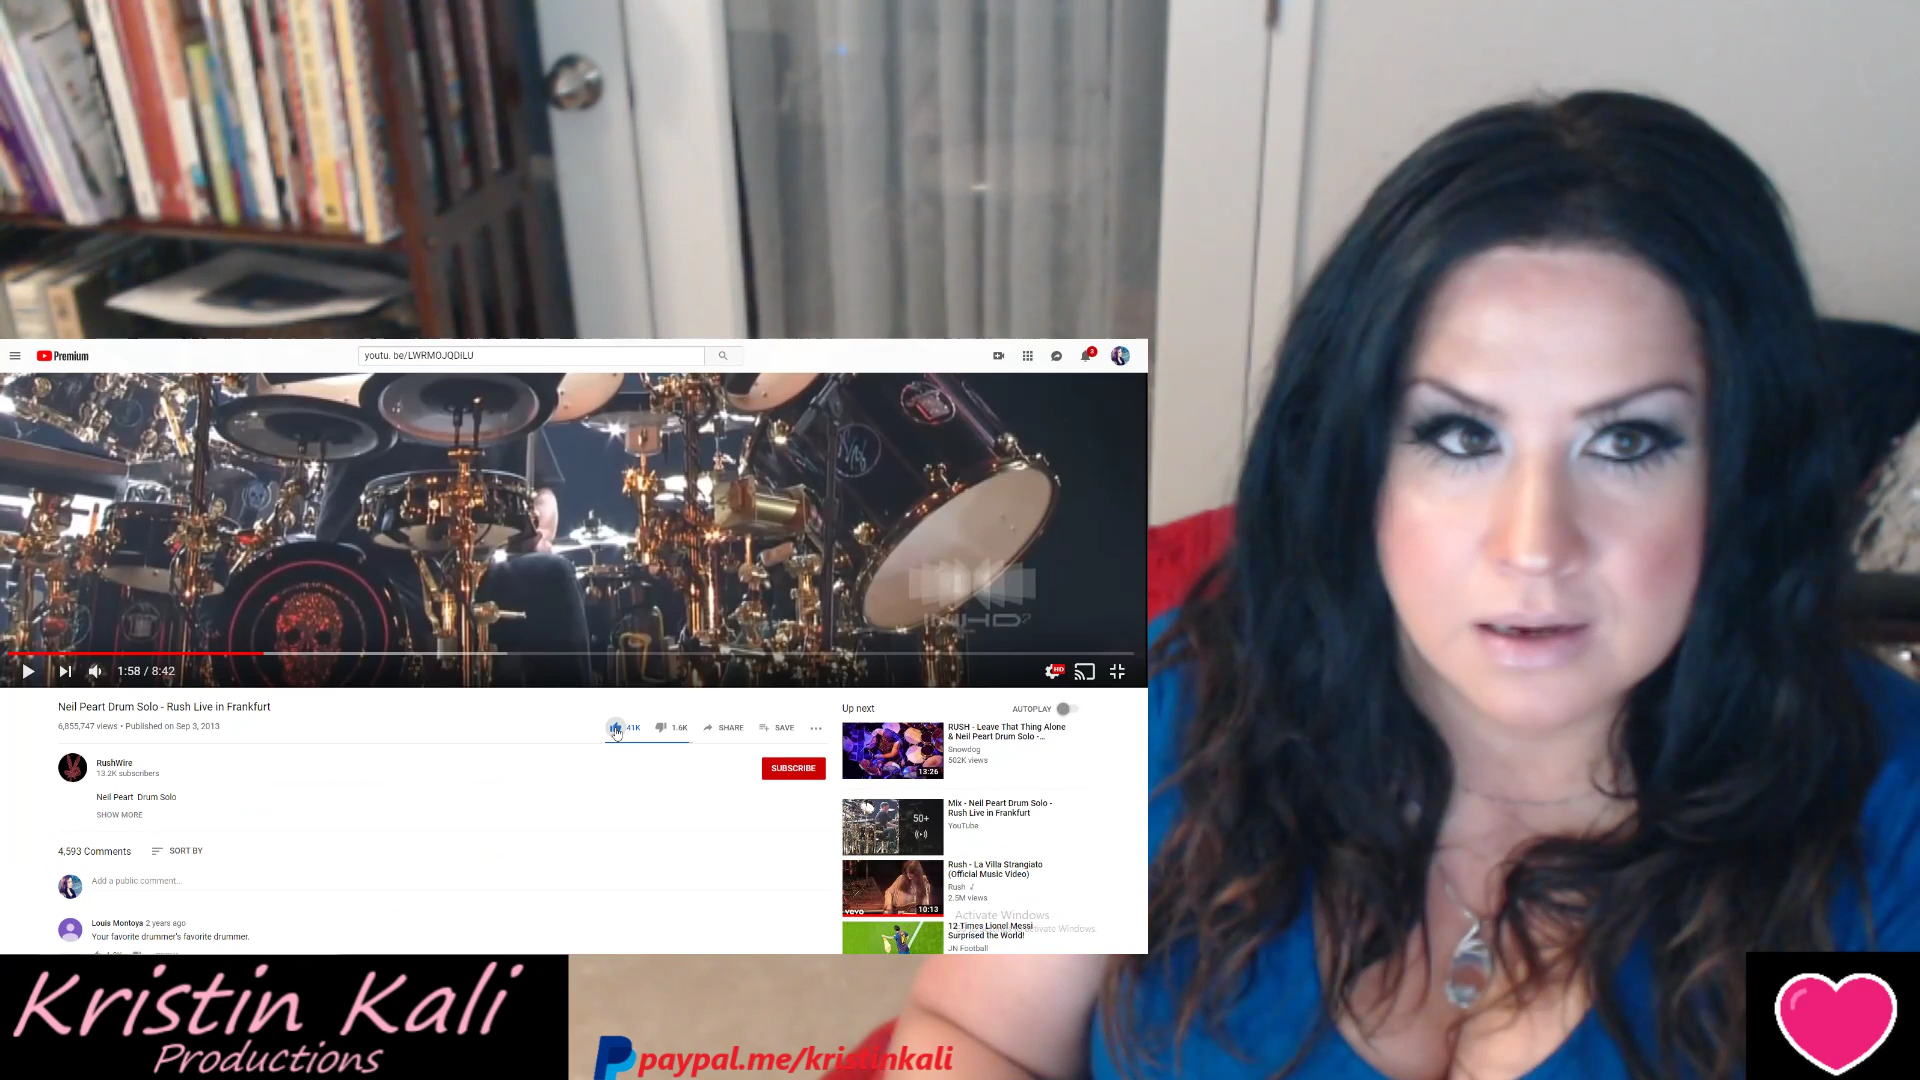 Premium
youtu. be/LWRMOJQDiLU
3
1:58 / 8:42
HD
Neil Peart Drum Solo - Rush Live in Frankfurt
6,855,747 views • Published on Sep 3, 2013
41K
1.6K
SHARE
SAVE
RushWire
13.2K subscribers
SUBSCRIBE
Neil Peart Drum Solo
SHOW MORE
4,593 Comments
SORT BY
Add a public comment...
Louis Montoya 2 years ago
Your favorite drummer's favorite drummer.
Up next
AUTOPLAY
RUSH - Leave That Thing Alone
& Neil Peart Drum Solo -...
Snowdog
502K views
13:26
Mix - Neil Peart Drum Solo -
Rush Live in Frankfurt
YouTube
50+
Rush - La Villa Strangiato
(Official Music Video)
Rush
2.5M views
vevo
10:13
Activate Windows
12 Times Lionel Messi
Surprised the World!
JN Football
Kristin Kali
Productions
paypal.me/kristinkali